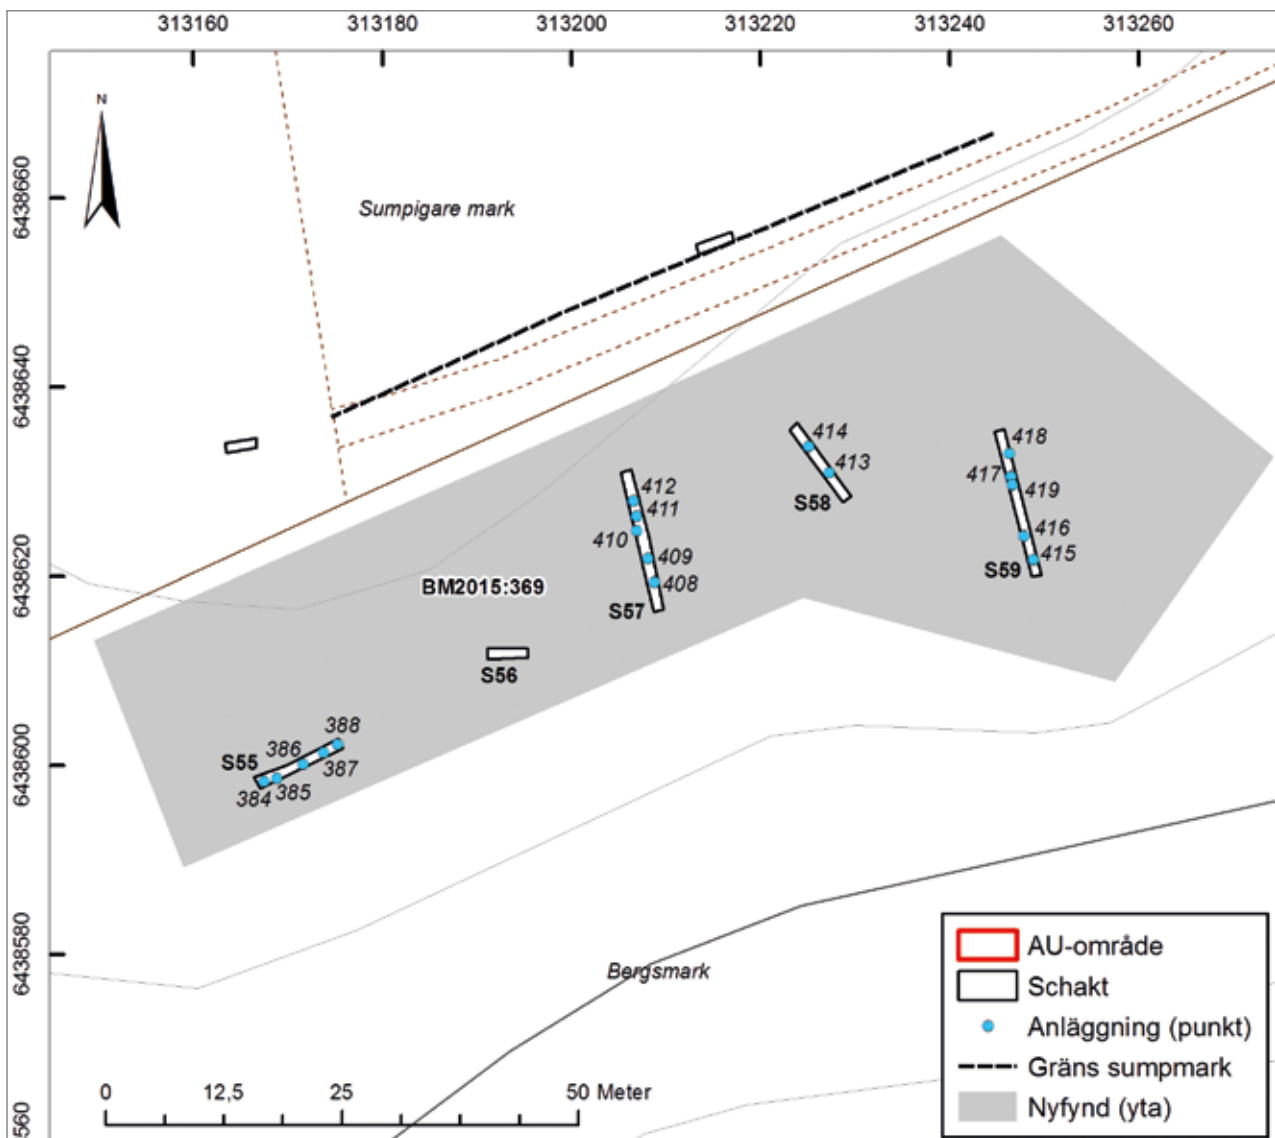 313160 313180 313200 313220 313240 313260
N
6438660
Sumpigare mark
6438640
414
413
S58
418
417
419
416
415
S59
412
411
410
409
408
S57
6438620
BM2015:369
S56
388
386
S55
387
385
384
6438600
6438580
Bergsmark
560
0 12,5 25 50 Meter
AU-område
Schakt
Anläggning (punkt)
Gräns sumpmark
Nyfynd (yta)